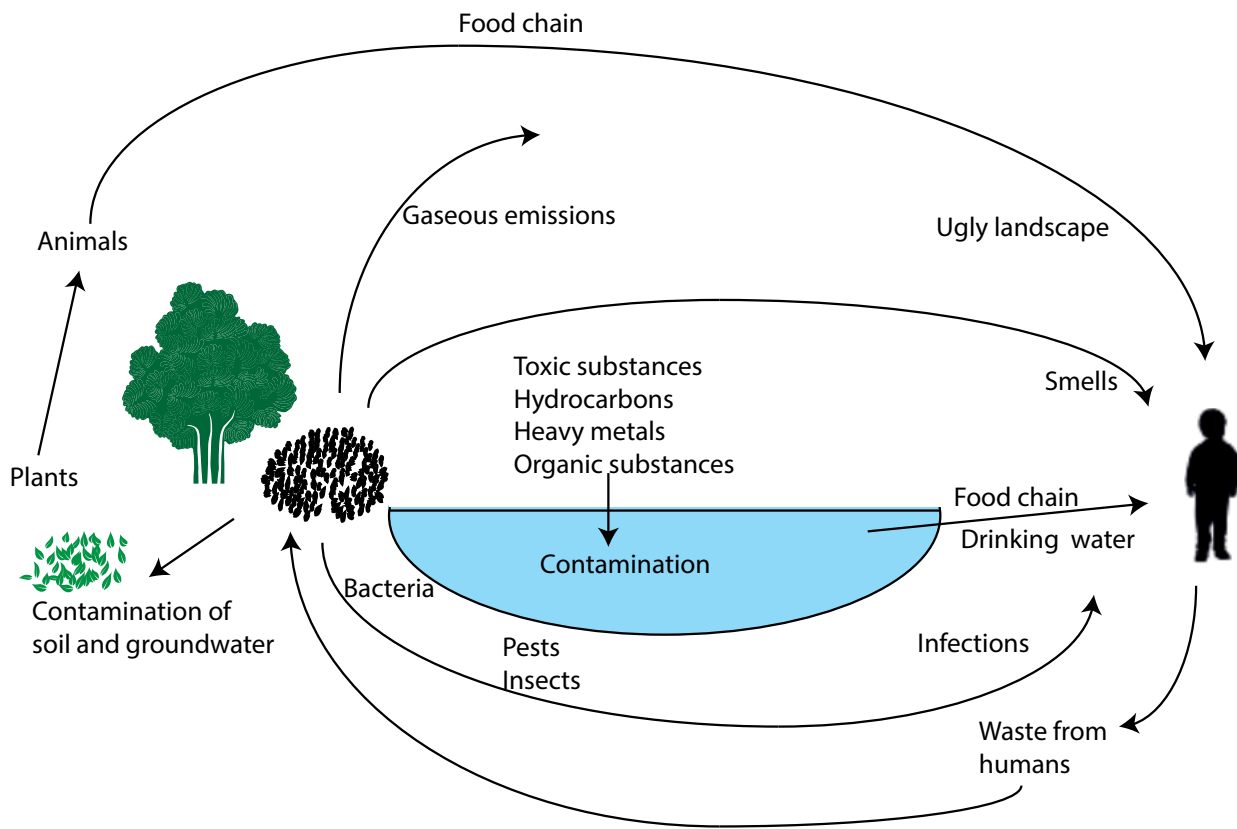 Food chain
Gaseous emissions
Ugly landscape
Animals
Toxic substances
Hydrocarbons
Heavy metals
Organic substances
Smells
Plants
Food chain
Drinking water
Contamination
Bacteria
Contamination of
soil and groundwater
Pests
Insects
Infections
Waste from
humans